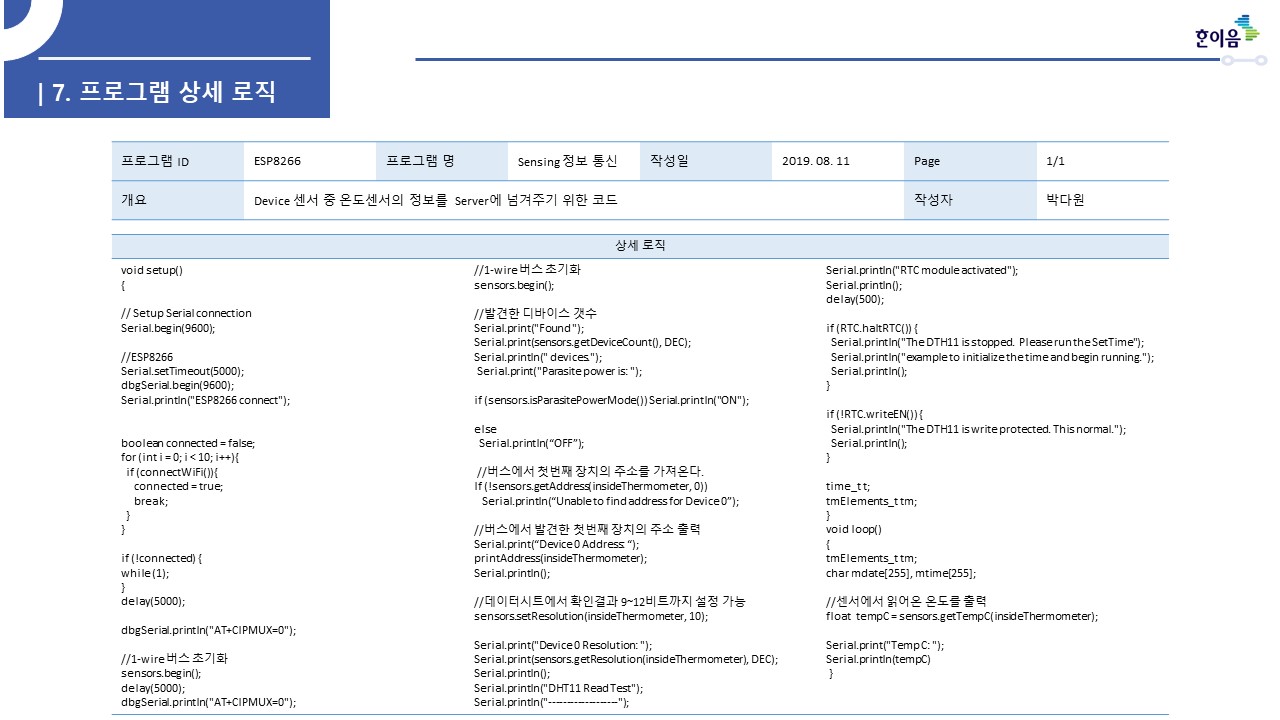 한이음
| 7. 프로그램 상세 로직
프로그램 ID ESP8266 프로그램 명 Sensing 정보 통신 작성일 2019. 08. 11 Page 1/1
개요 Device 센서 중 온도센서의 정보를 Server에 넘겨주기 위한 코드 작성자 박다원
상세 로직
void setup()
{
// Setup Serial connection
Serial.begin(9600);
//ESP8266
Serial.setTimeout(5000);
dbgSerial.begin(9600);
Serial.println("ESP8266 connect");
boolean connected = false;
for (int i = 0; i < 10; i++){
if (connectWiFi()){
connected = true;
break;
}
}
if (!connected) {
while (1);
}
delay(5000);
dbgSerial.println("AT+CIPMUX=0");
//1-wire 버스 초기화
sensors.begin();
delay(5000);
dbgSerial.println("AT+CIPMUX=0");
//1-wire 버스 초기화
sensors.begin();
//발견한 디바이스 갯수
Serial.print("Found ");
Serial.print(sensors.getDeviceCount(), DEC);
Serial.println(" devices.");
Serial.print("Parasite power is: ");
if (sensors.isParasitePowerMode()) Serial.println("ON");
else
Serial.println(“OFF”);
//버스에서 첫번째 장치의 주소를 가져온다.
If (!sensors.getAddress(insideThermometer, 0))
Serial.println(“Unable to find address for Device 0”);
//버스에서 발견한 첫번째 장치의 주소 출력
Serial.print(“Device 0 Address: “);
printAddress(insideThermometer);
Serial.println();
//데이터시트에서 확인결과 9~12비트까지 설정 가능
sensors.setResolution(insideThermometer, 10);
Serial.print("Device 0 Resolution: ");
Serial.print(sensors.getResolution(insideThermometer), DEC);
Serial.println();
Serial.println("DHT11 Read Test");
Serial.println("-------------------");
Serial.println("RTC module activated");
Serial.println();
delay(500);
if (RTC.haltRTC()) {
Serial.println("The DTH11 is stopped.  Please run the SetTime");
Serial.println("example to initialize the time and begin running.");
Serial.println();
}
if (!RTC.writeEN()) {
Serial.println("The DTH11 is write protected. This normal.");
Serial.println();
}
time_t t;
tmElements_t tm;
}
void loop()
{
tmElements_t tm;
char mdate[255], mtime[255];
//센서에서 읽어온 온도를 출력
float  tempC = sensors.getTempC(insideThermometer);
Serial.print("Temp C: ");
Serial.println(tempC)
}